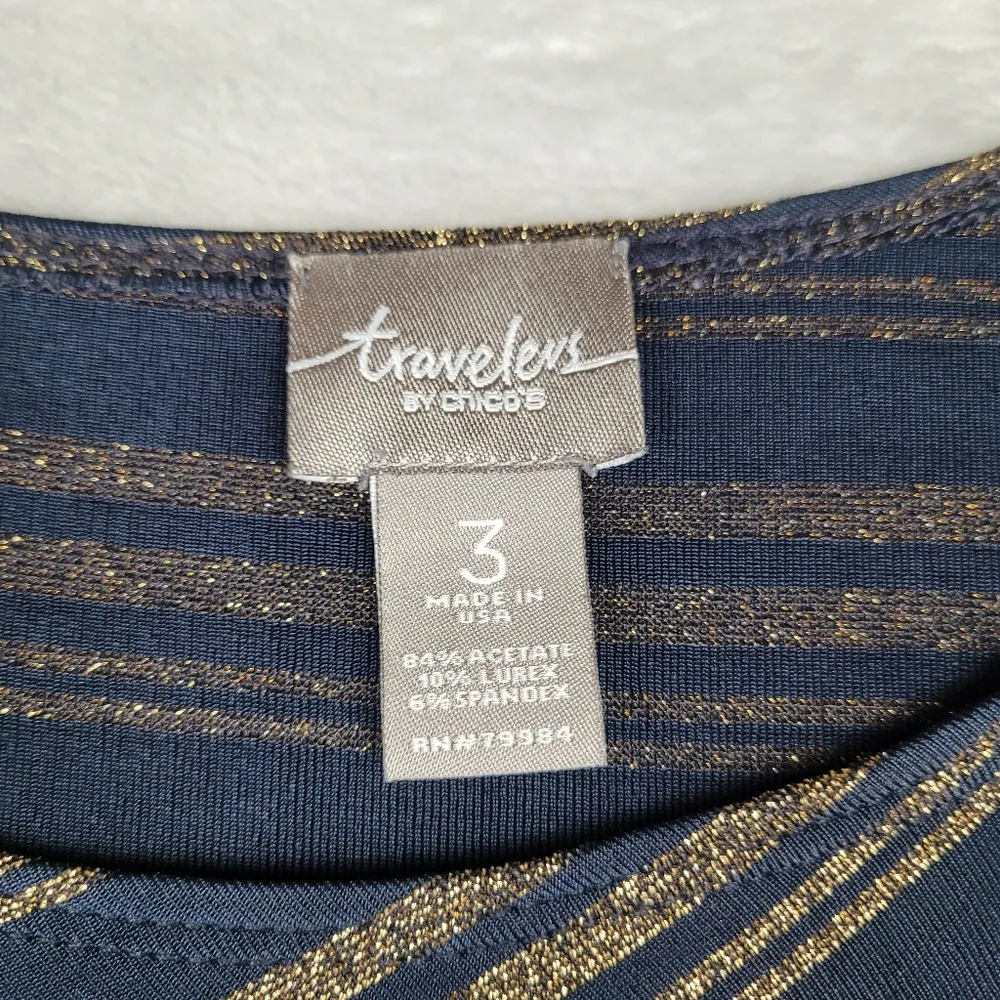 travelers
BY CHICO'S
3
MADE IN
USA
84% ACETATE
10% LUREX
6% SPANDEX
RN# 79984